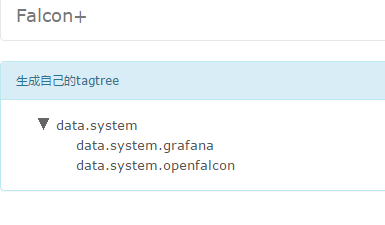 Falcon+
生成自己的tagtree
data.system
data.system.grafana
data.system.openfalcon